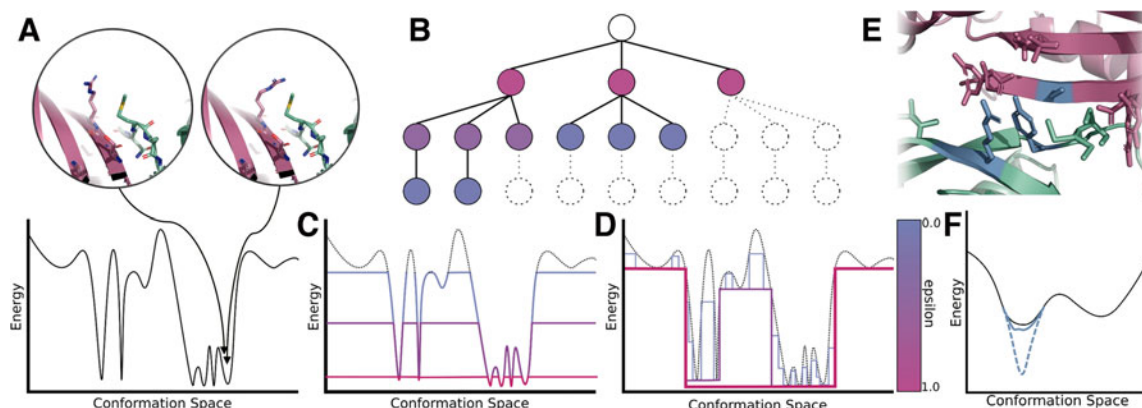 A
B
E
C
D
F
0.0
epsilon
1.0
Energy
Conformation Space
Energy
Conformation Space
Energy
Conformation Space
Energy
Conformation Space